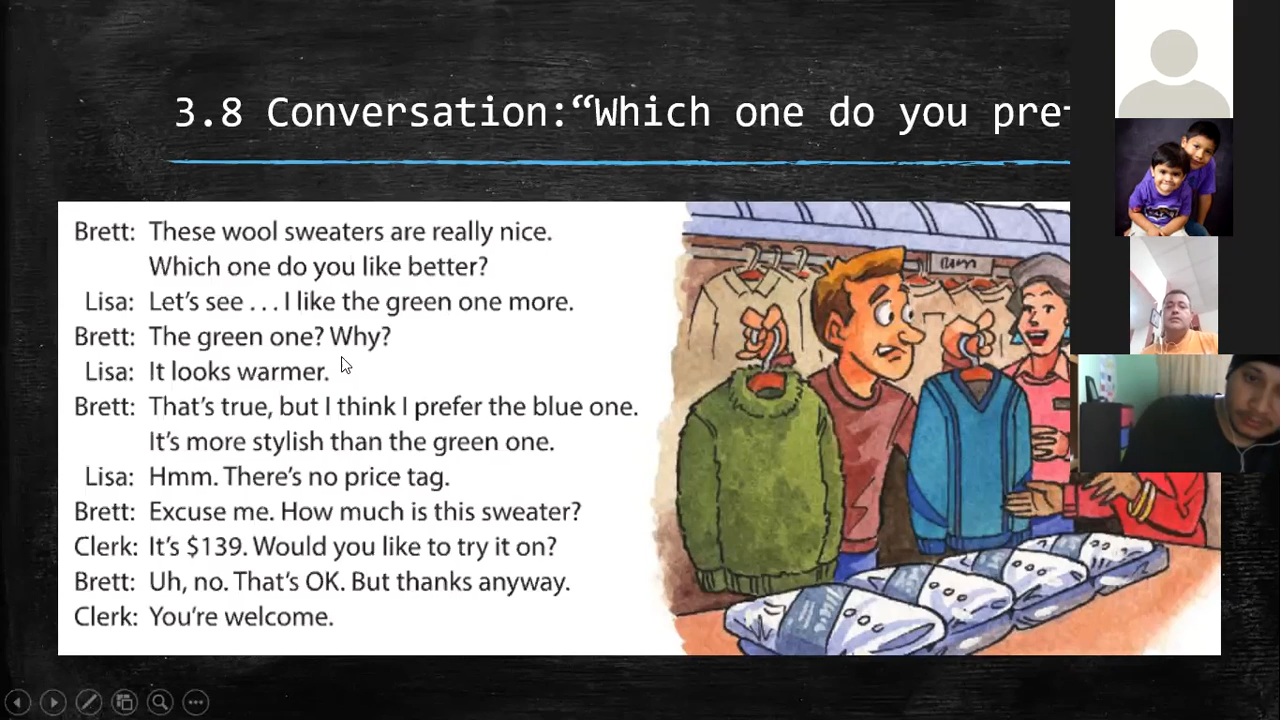 3.8 Conversation:“Which one do you
Brett: These wool sweaters are really nice.
Which one do you like better?
Lisa: Let's see . . . I like the green one more.
Brett: The green one? Why?
Lisa: It looks warmer.
Brett: That's true, but I think I prefer the blue one.
It's more stylish than the green one.
Lisa: Hmm. There's no price tag.
Brett: Excuse me. How much is this sweater?
Clerk: It's $139. Would you like to try it on?
Brett: Uh, no. That's OK. But thanks anyway.
Clerk: You're welcome.